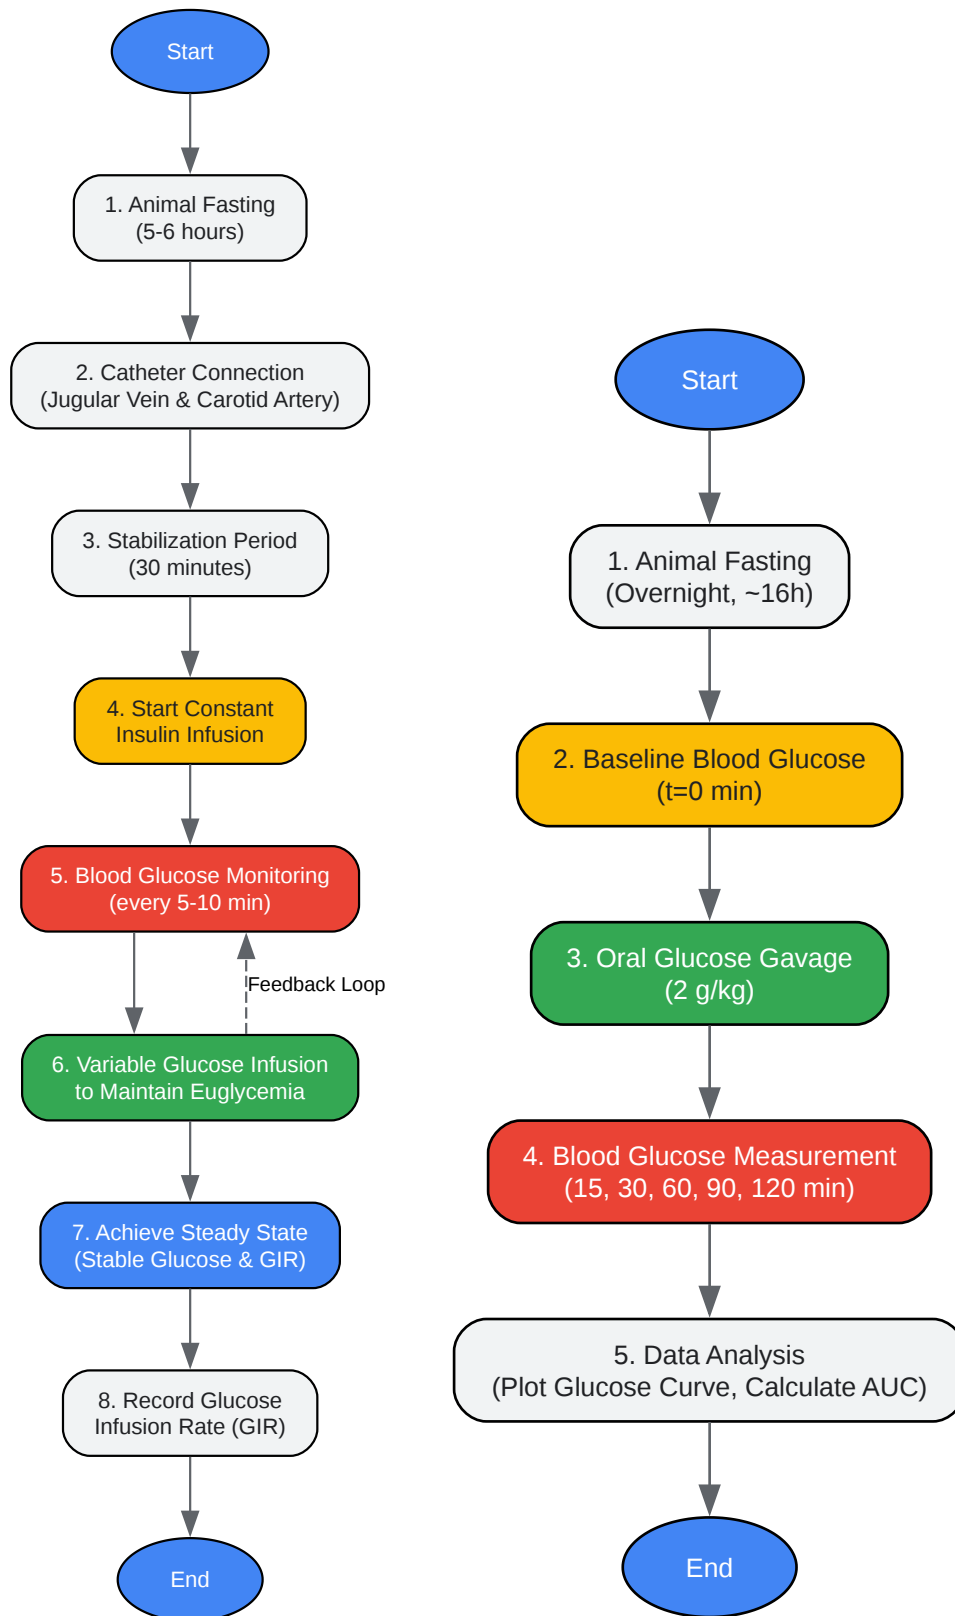 Start
1. Animal Fasting
(5-6 hours)
2. Catheter Connection
(Jugular Vein & Carotid Artery)
3. Stabilization Period
(30 minutes)
4. Start Constant
Insulin Infusion
5. Blood Glucose Monitoring
(every 5-10 min)
Feedback Loop
6. Variable Glucose Infusion
to Maintain Euglycemia
7. Achieve Steady State
(Stable Glucose & GIR)
8. Record Glucose
Infusion Rate (GIR)
End
Start
1. Animal Fasting
(Overnight, ~16h)
2. Baseline Blood Glucose
(t=0 min)
3. Oral Glucose Gavage
(2 g/kg)
4. Blood Glucose Measurement
(15, 30, 60, 90, 120 min)
5. Data Analysis
(Plot Glucose Curve, Calculate AUC)
End